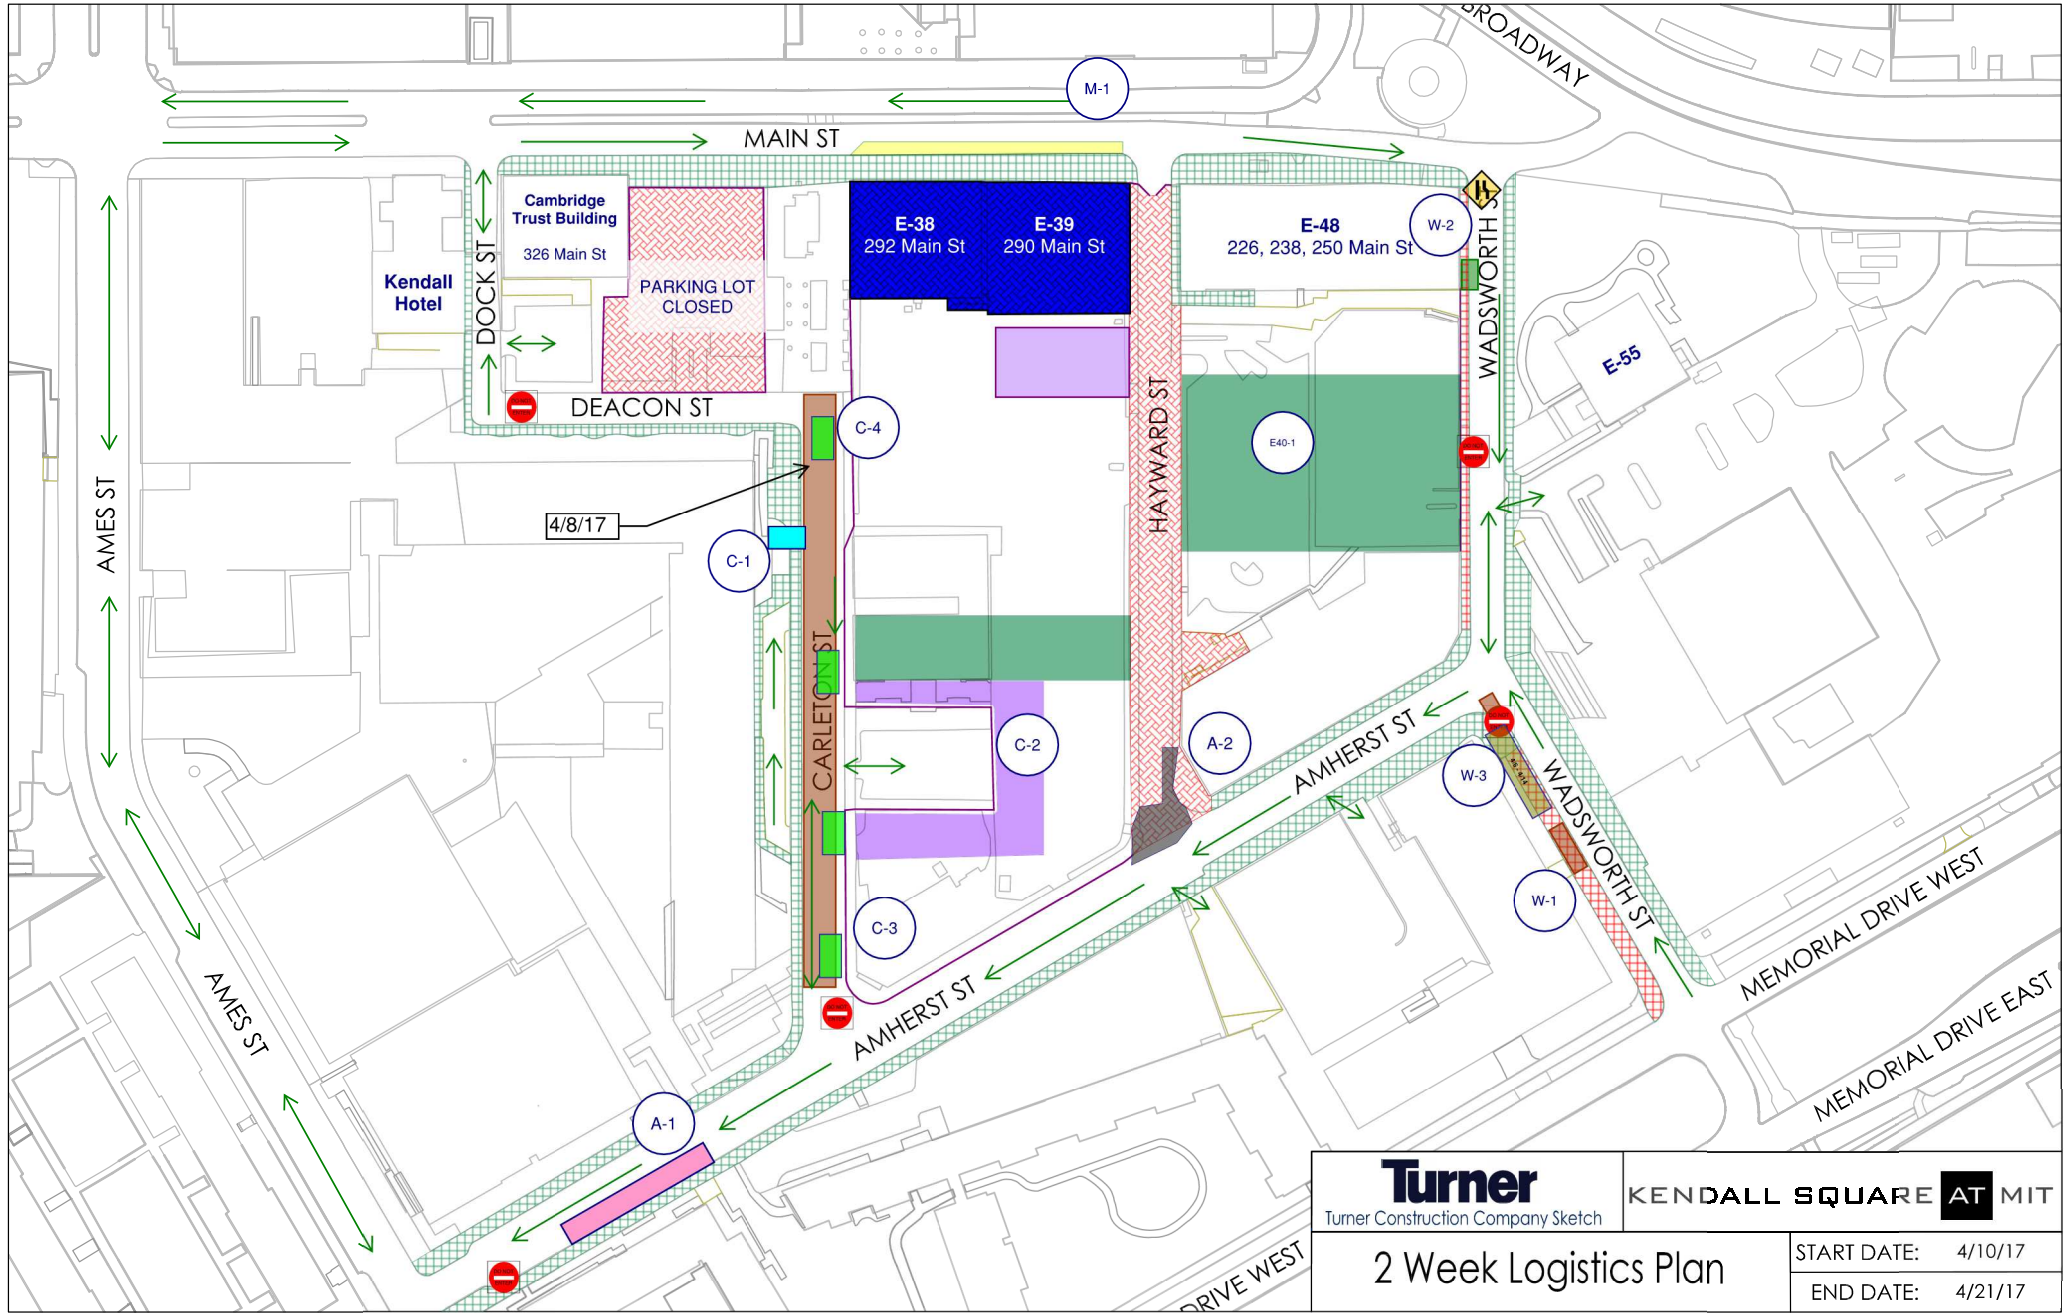 BROADWAY
M-1
MAIN ST
Cambridge
Trust Building
326 Main St
E-38
292 Main St
E-39
290 Main St
E-48
226, 238, 250 Main St
W-2
WADSWORTH ST
Kendall
Hotel
DOCK ST
PARKING LOT
CLOSED
E-55
DEACON ST
C-4
HAYWARD ST
E40-1
AMES ST
4/8/17
C-1
CARLETON ST
C-2
A-2
AMHERST ST
W-3
WADSWORTH ST
W-1
C-3
MEMORIAL DRIVE WEST
AMES ST
AMHERST ST
MEMORIAL DRIVE EAST
A-1
DRIVE WEST
Turner
Turner Construction Company Sketch
KENDALL SQUARE AT MIT
2 Week Logistics Plan
START DATE: 4/10/17
END DATE: 4/21/17